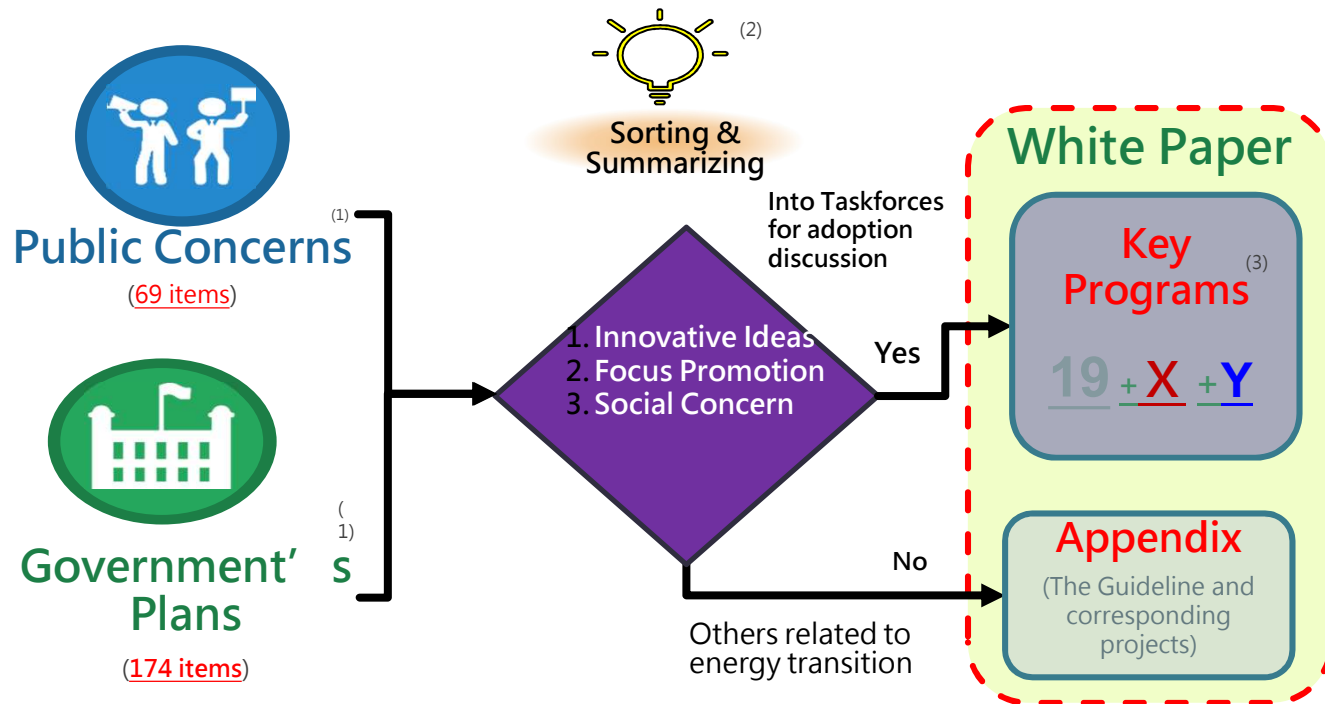 (2)
Sorting &
Summarizing
(1)
Public Concerns
(69 items)
(
1)
Government’s
Plans
(174 items)
1. Innovative Ideas
2. Focus Promotion
3. Social Concern
Into Taskforces
for adoption
discussion
Yes
No
Others related to
energy transition
White Paper
Key
Programs
(3)
19 +X +Y
Appendix
(The Guideline and
corresponding
projects)